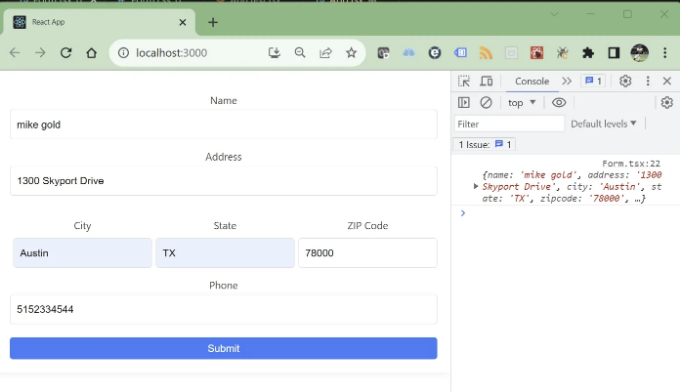 React App
localhost:3000
Console
1
top
Filter
Default levels
1 Issue: 1
Form.tsx:22
{name: 'mike gold', address: '1300
Skyport Drive', city: 'Austin', st
ate: 'TX', zipcode: '78000', …}
Name
mike gold
Address
1300 Skyport Drive
City State ZIP Code
Austin TX 78000
Phone
5152334544
Submit